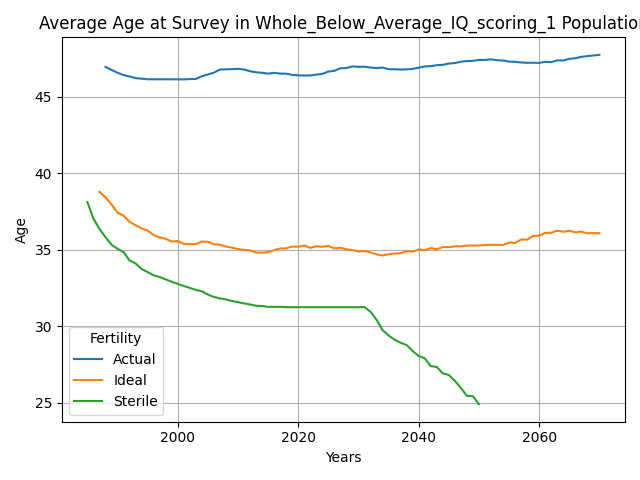 Average Age at Survey in Whole_Below_Average_IQ_scoring_1 Population
45
40
35
30
25
Age
Fertility
Actual
Ideal
Sterile
2000 2020 2040 2060
Years